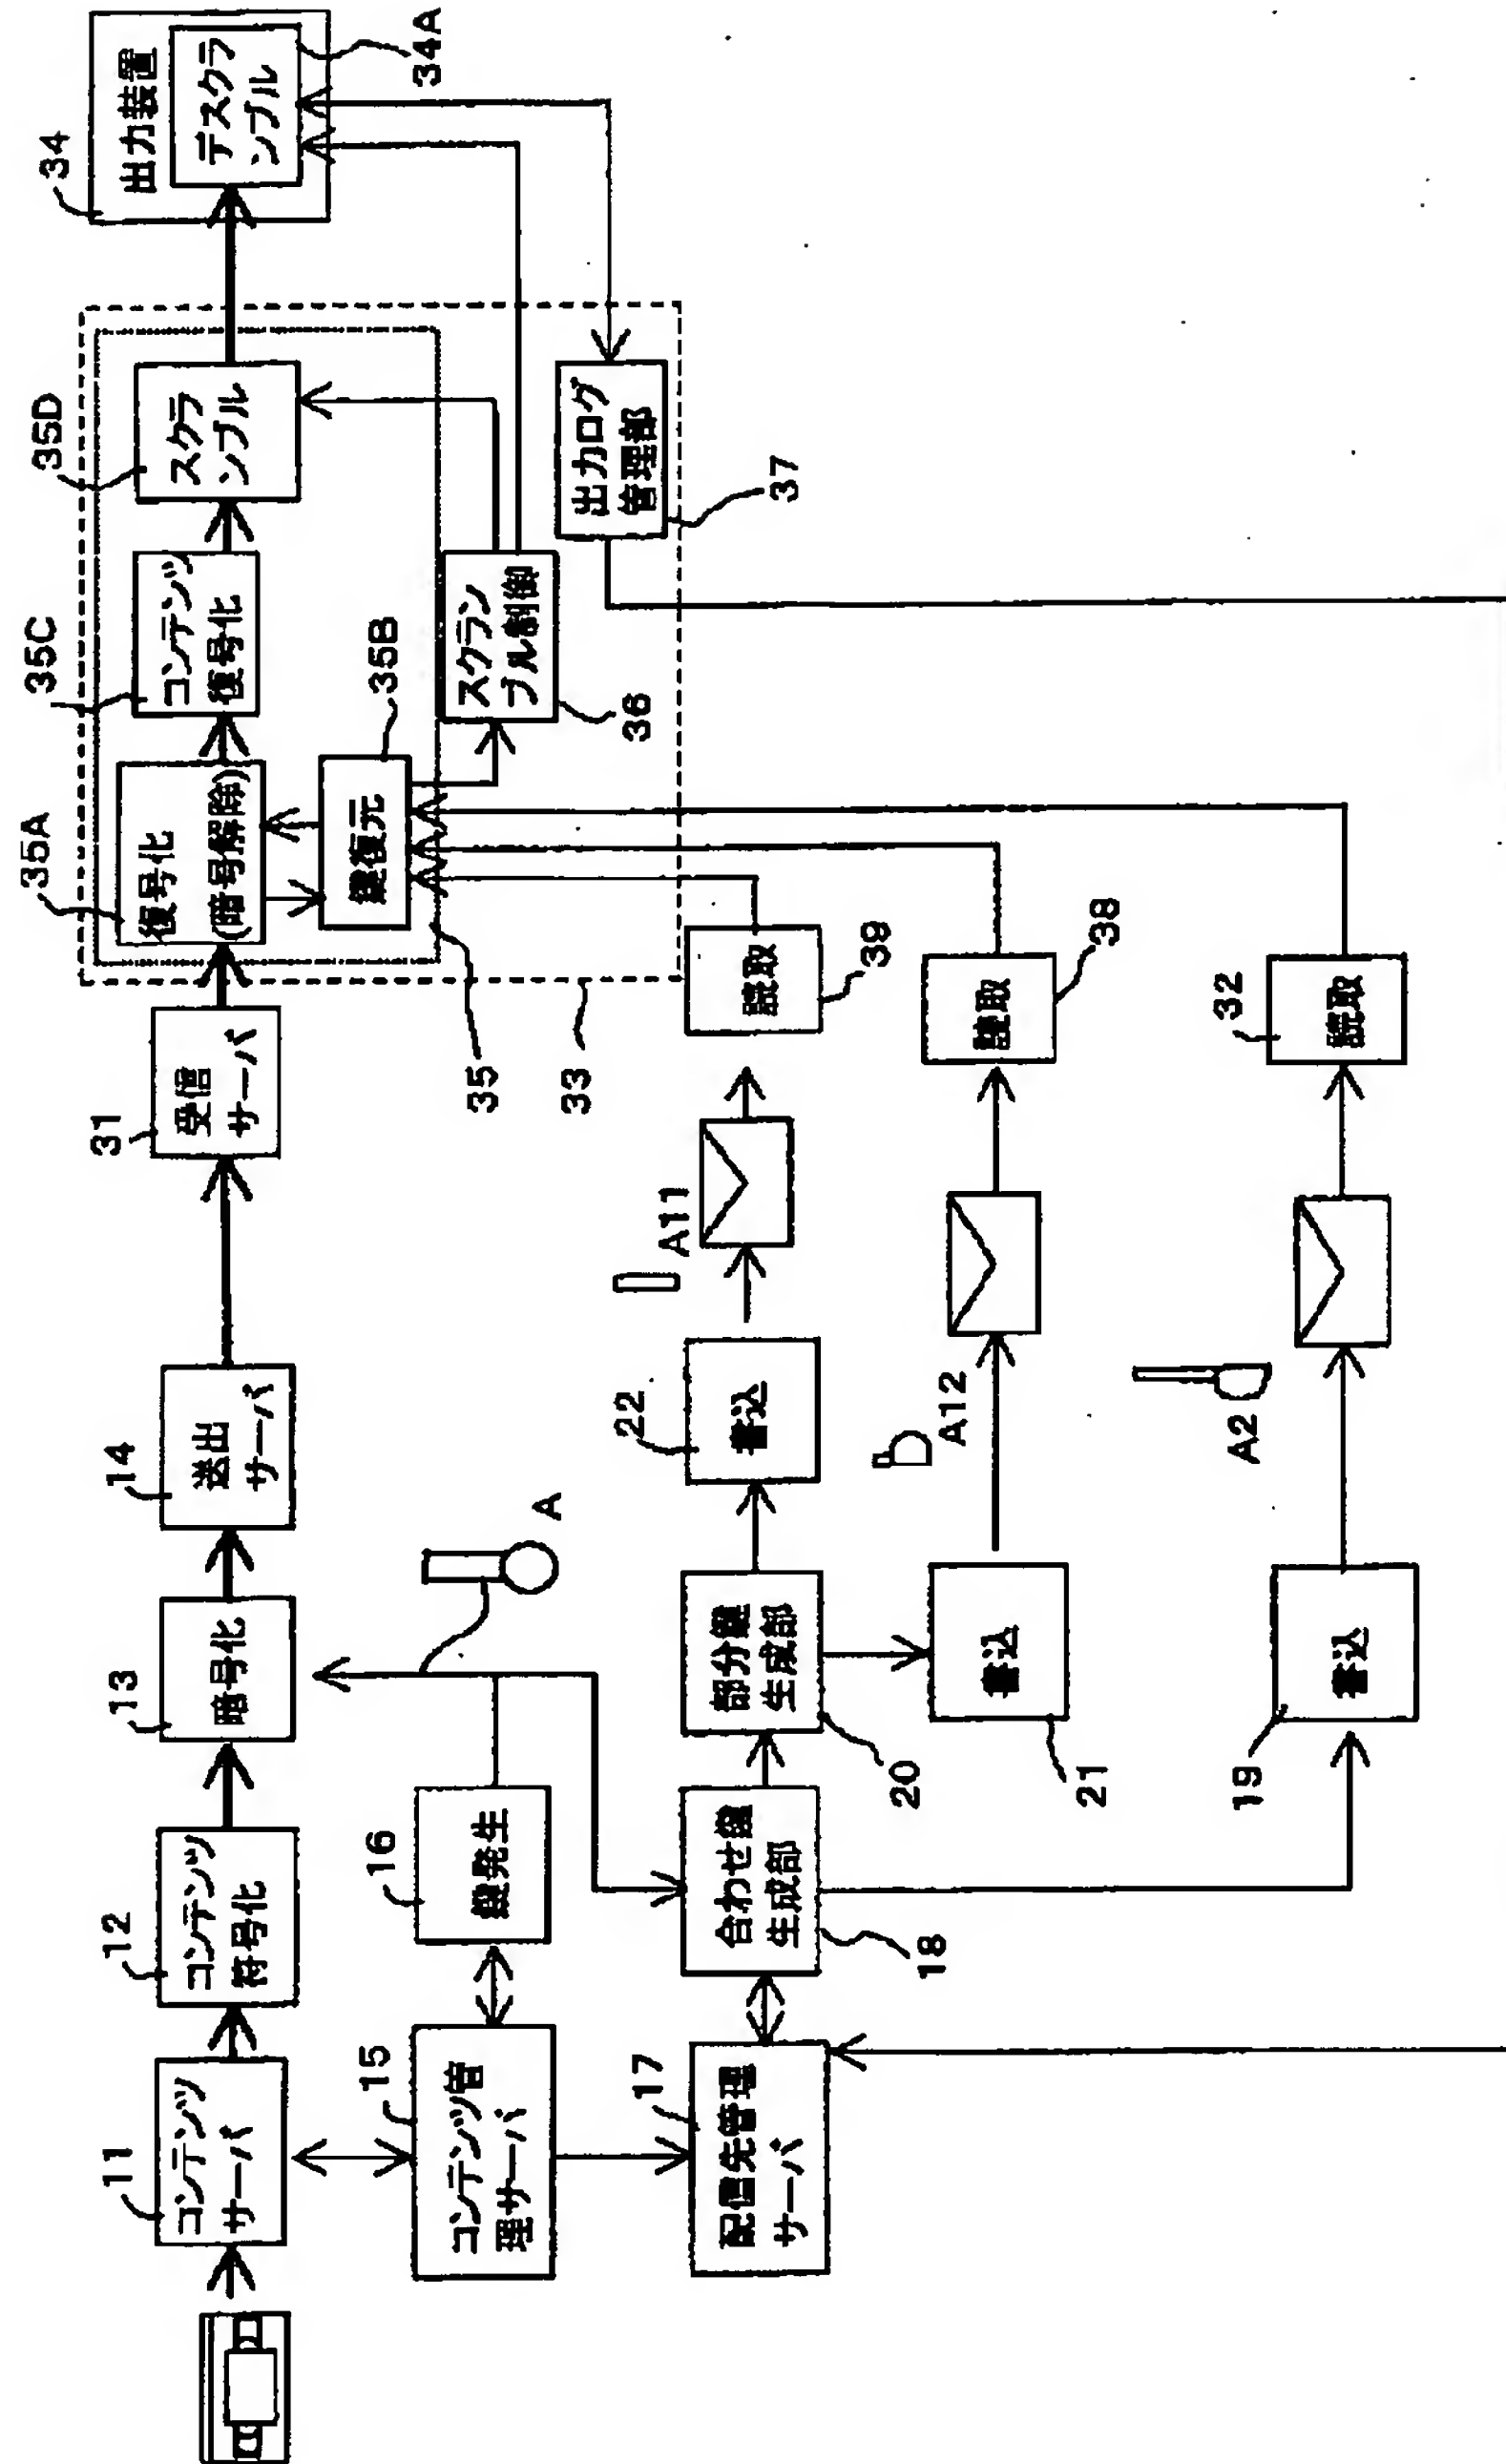 11
コンテンツ
サーバ
12
コンテンツ
符号化
13
暗号化
14
送出
サーバ
31
受信
サーバ
35A
復号化
(暗号解除)
35C
コンテンツ
復号化
35D
スクラ
ンブル
34
出力装置
デスクラ
ンブル
34A
15
コンテンツ管
理サーバ
16
鍵発生
A
35
33
鍵復元
35B
スクラン
ブル制御
36
出力ログ
管理部
37
17
配信先管理
サーバ
合わせ鍵
生成部
18
部分鍵
生成部
20
22
書込
A11
読取
39
書込
21
A12
読取
38
19
書込
A2
32
読取